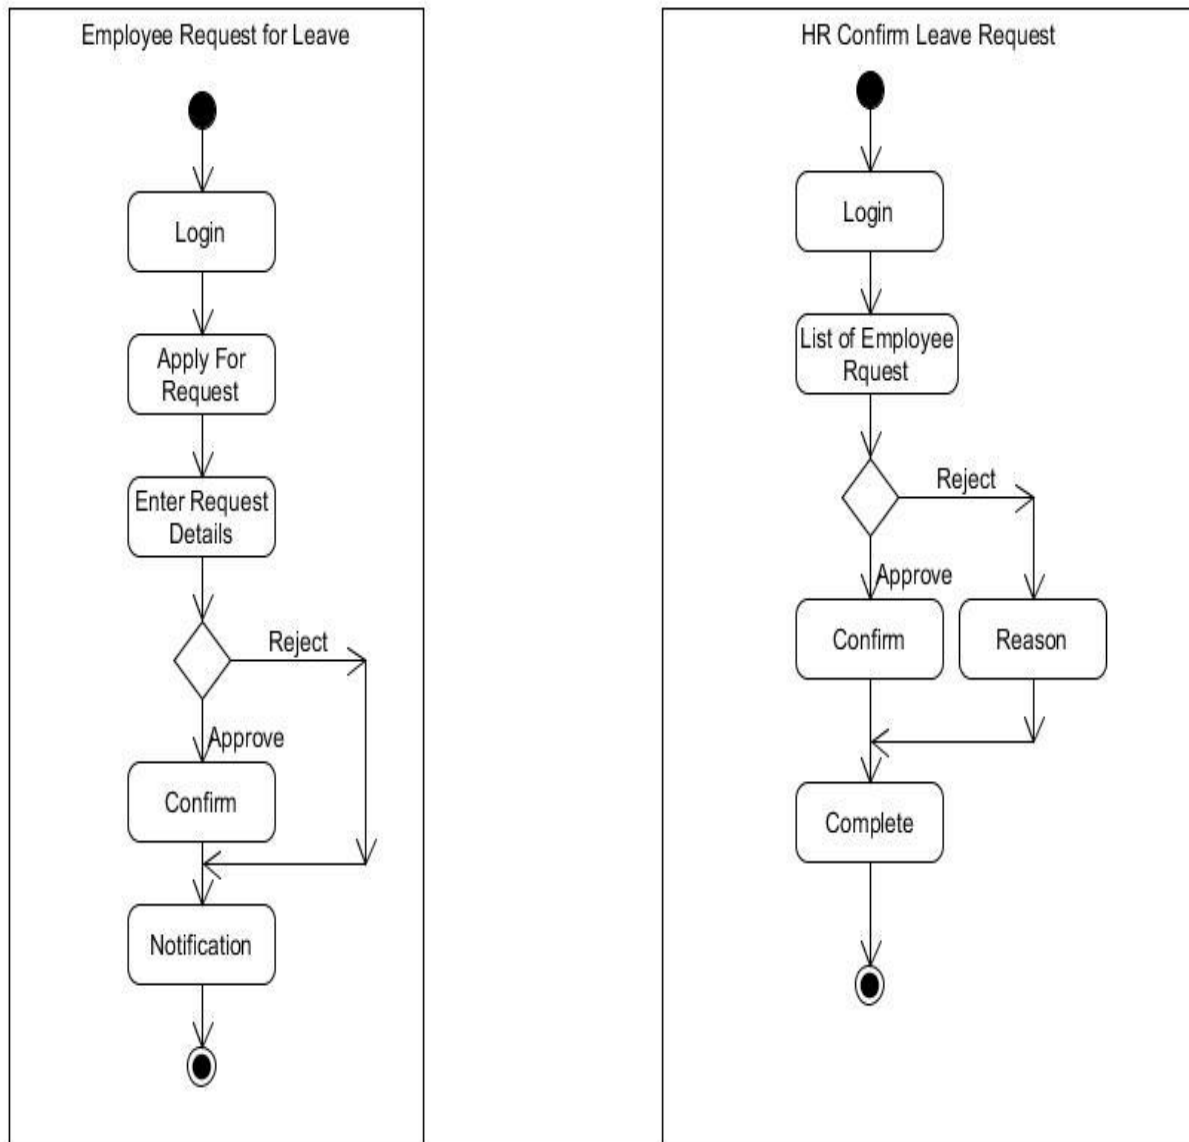 Employee Request for Leave
Login
Apply For
Request
Enter Request
Details
Reject
Approve
Confirm
Notification
HR Confirm Leave Request
Login
List of Employee
Rquest
Reject
Approve
Confirm
Reason
Complete